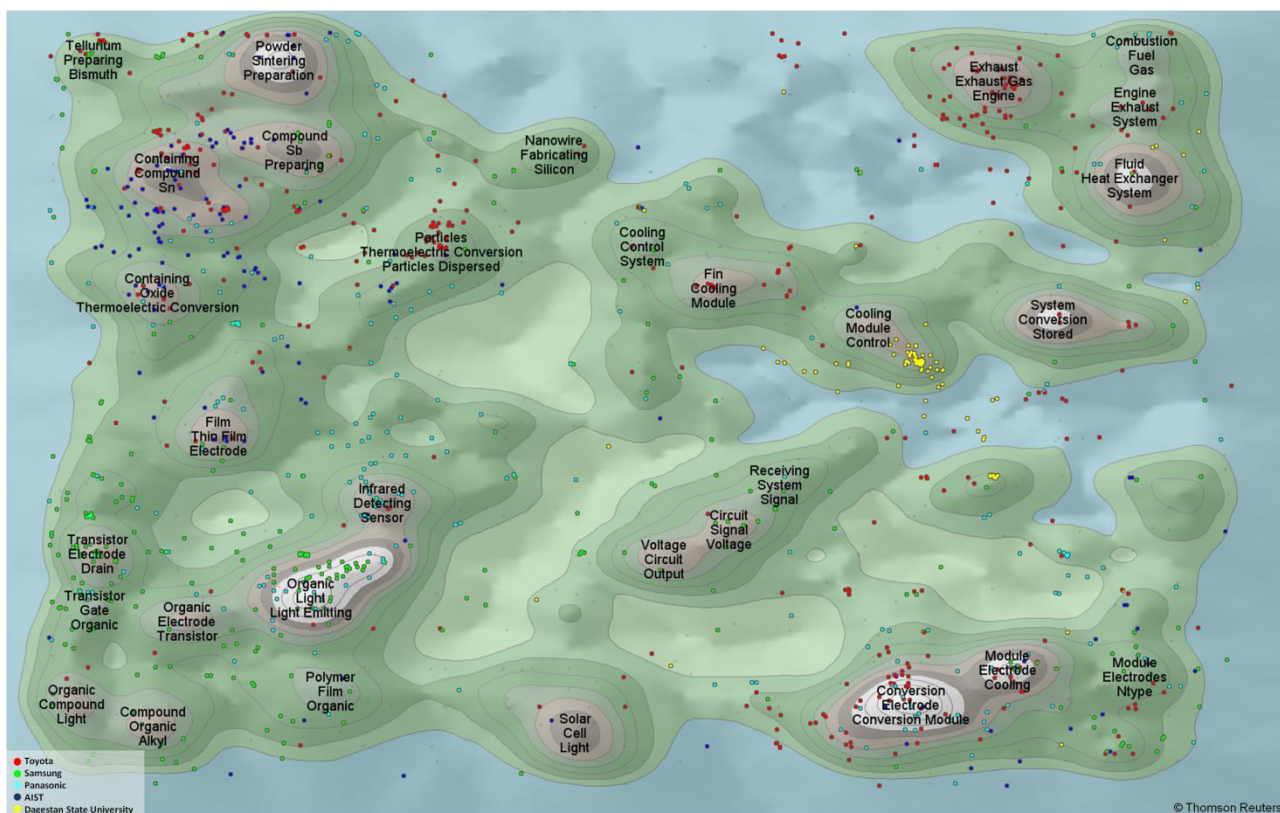 Tellurium
Preparing
Bismuth
Powder
Sintering
Preparation
Exhaust
Exhaust Gas
Engine
Combustion
Fuel
Gas
Engine
Exhaust
System
Compound
Sb
Preparing
Nanowire
Fabricating
Silicon
Containing
Compound
Sn
Fluid
Heat Exchanger
System
Particles
Thermoelectric Conversion
Particles Dispersed
Cooling
Control
System
Containing
Oxide
Thermoelectric Conversion
Fin
Cooling
Module
Cooling
Module
Control
System
Conversion
Stored
Film
Thin Film
Electrode
Infrared
Detecting
Sensor
Receiving
System
Signal
Circuit
Signal
Voltage
Voltage
Circuit
Output
Transistor
Electrode
Drain
Transistor
Gate
Organic
Organic
Electrode
Transistor
Organic
Light
Light Emitting
Organic
Compound
Light
Compound
Organic
Alkyl
Polymer
Film
Organic
Solar
Cell
Light
Conversion
Electrode
Conversion Module
Module
Electrode
Cooling
Module
Electrodes
Ntype
Toyota
Samsung
Panasonic
AIST
Dagestan State University
© Thomson Reuters